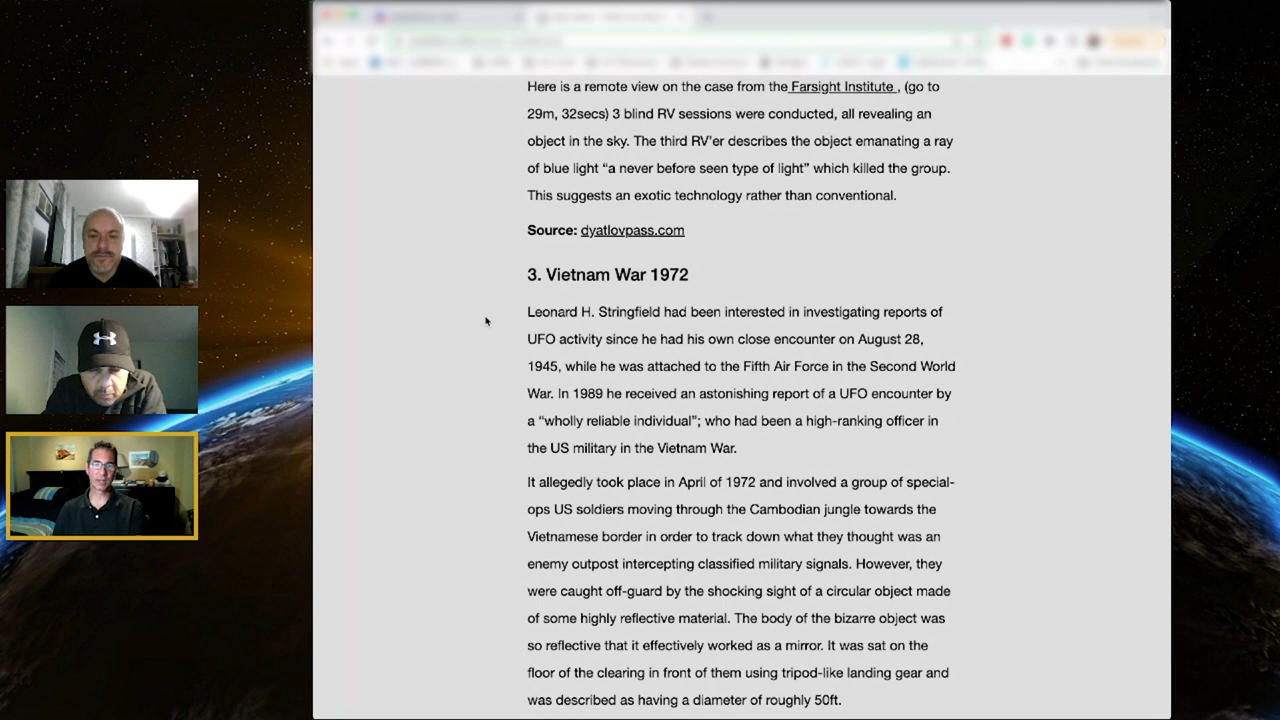 Here is a remote view on the case from the Farsight Institute , (go to
29m, 32secs) 3 blind RV sessions were conducted, all revealing an
object in the sky. The third RV'er describes the object emanating a ray
of blue light “a never before seen type of light” which killed the group.
This suggests an exotic technology rather than conventional.
Source: dyatlovpass.com
3. Vietnam War 1972
Leonard H. Stringfield had been interested in investigating reports of
UFO activity since he had his own close encounter on August 28,
1945, while he was attached to the Fifth Air Force in the Second World
War. In 1989 he received an astonishing report of a UFO encounter by
a “wholly reliable individual”; who had been a high-ranking officer in
the US military in the Vietnam War.
It allegedly took place in April of 1972 and involved a group of special-
ops US soldiers moving through the Cambodian jungle towards the
Vietnamese border in order to track down what they thought was an
enemy outpost intercepting classified military signals. However, they
were caught off-guard by the shocking sight of a circular object made
of some highly reflective material. The body of the bizarre object was
so reflective that it effectively worked as a mirror. It was sat on the
floor of the clearing in front of them using tripod-like landing gear and
was described as having a diameter of roughly 50ft.